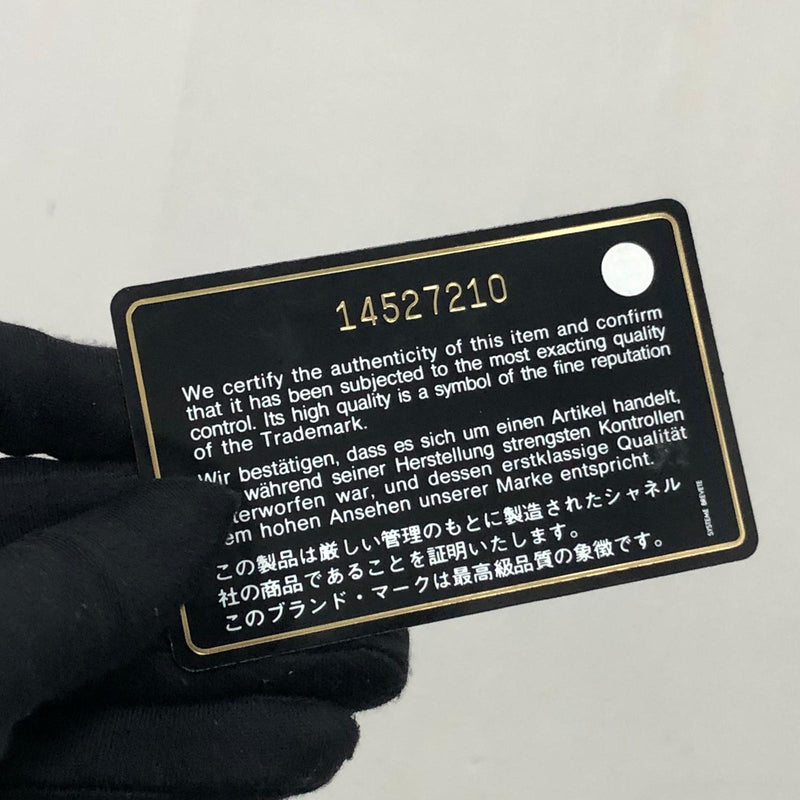 14527210
We certify the authenticity of this item and confirm
that it has been subjected to the most exacting quality
control. Its high quality is a symbol of the fine reputation
of the Trademark.
Wir bestätigen, dass es sich um einen Artikel handelt,
während seiner Herstellung strengsten Kontrollen
terworfen war, und dessen erstklassige Qualität
em hohen Ansehen unserer Marke entspricht.
この製品は厳しい管理のもとに製造されたシャネル
社の商品であることを証明いたします。
このブランド・マークは最高級品質の象徴です。
SYSTEME BREVETE